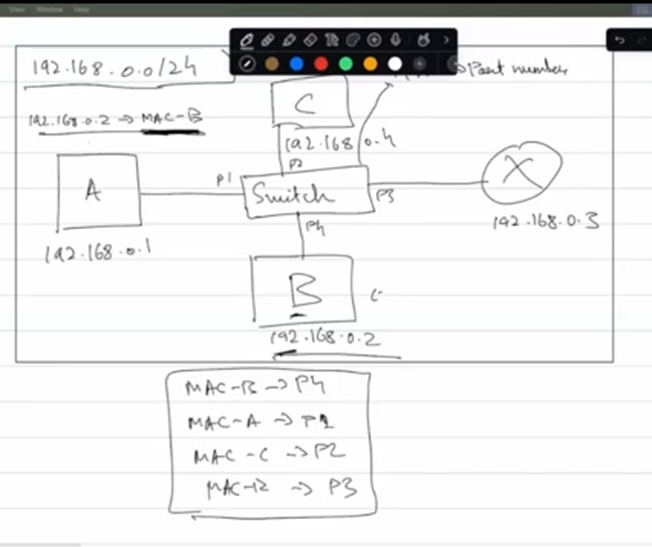 View Window Help
192.168.0.0/24
→ Port number
192.168.0.2 → MAC-B
C
192.168.0.4
P2
P1
A
Switch
P3
X
192.168.0.3
P4
192.168.0.1
B
192.168.0.2
MAC-B → P4
MAC-A → P1
MAC-C → P2
MAC-R → P3